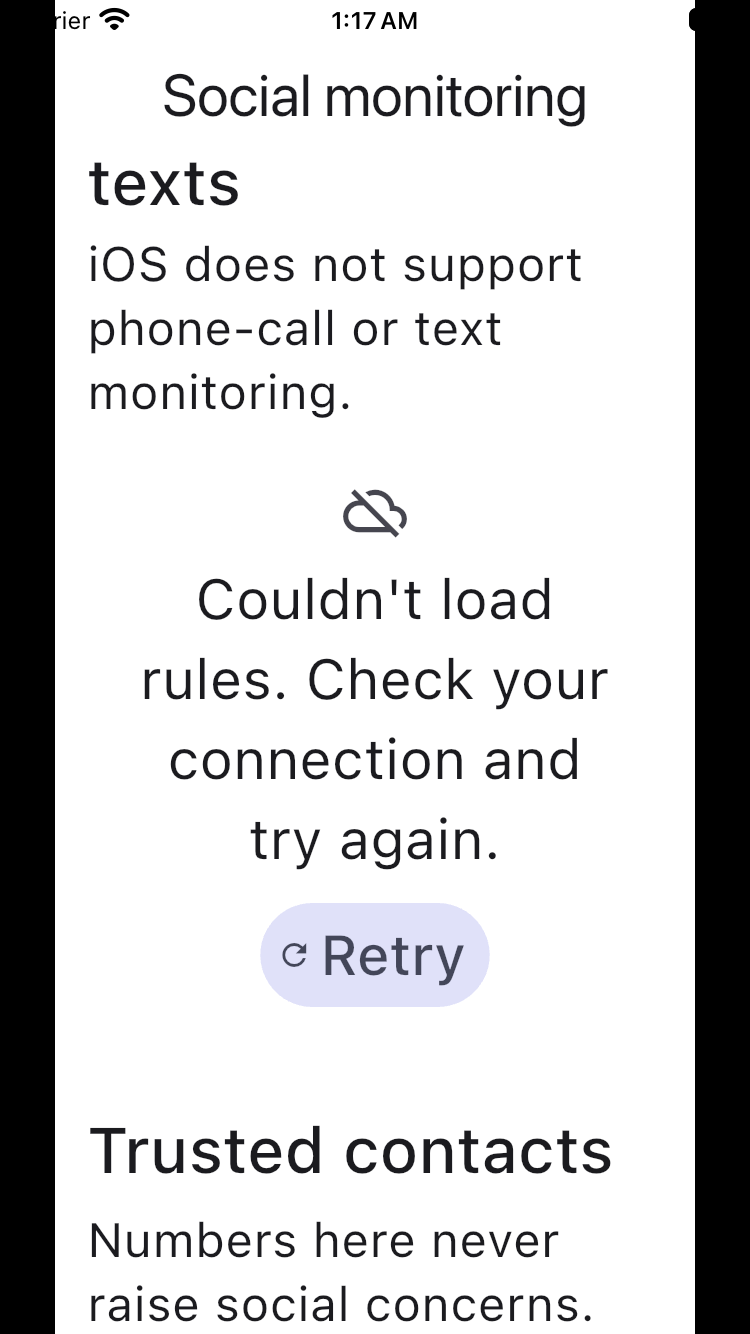 rier 1:17 AM
Social monitoring
texts
iOS does not support
phone-call or text
monitoring.
Couldn't load
rules. Check your
connection and
try again.
Retry
Trusted contacts
Numbers here never
raise social concerns.